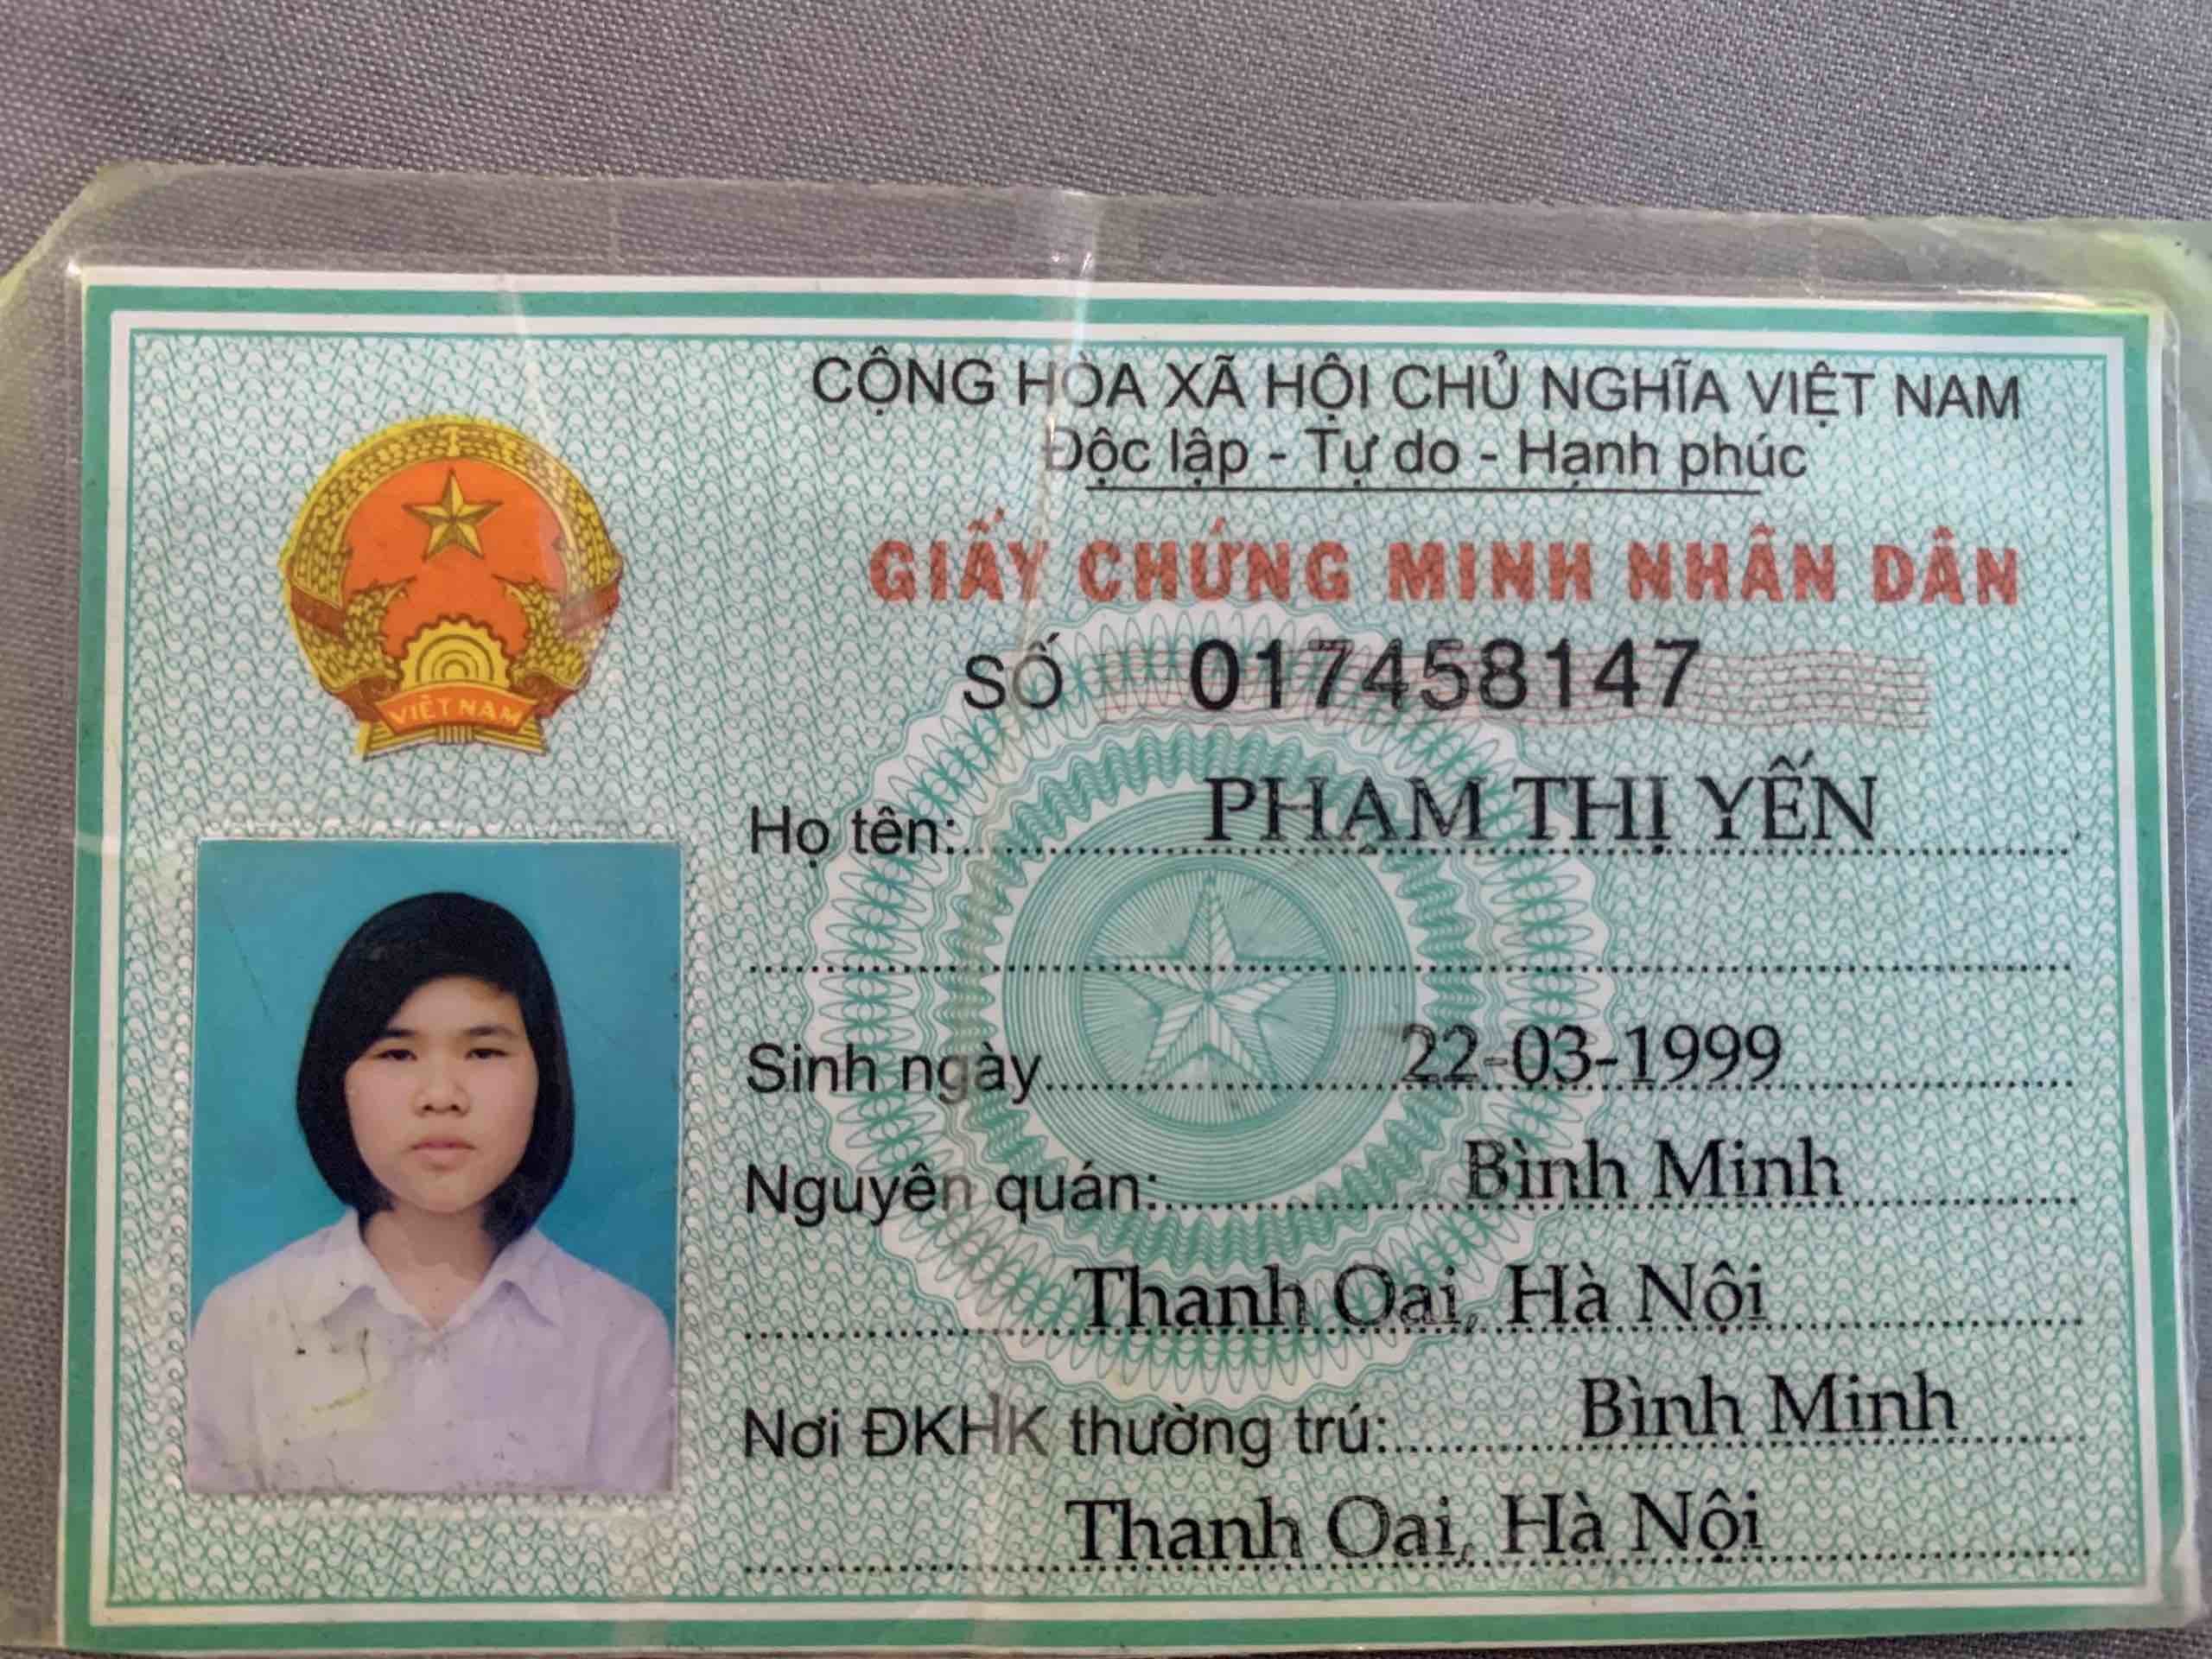 CỘNG HÒA XÃ HỘI CHỦ NGHĨA VIỆT NAM
Độc lập - Tự do - Hạnh phúc
GIẤY CHỨNG MINH NHÂN DÂN
SỐ 017458147
VIỆT NAM
Họ tên: PHẠM THỊ YẾN
Sinh ngày 22-03-1999
Nguyên quán: Bình Minh
Thanh Oai, Hà Nội
Nơi ĐKHK thường trú: Bình Minh
Thanh Oai, Hà Nội